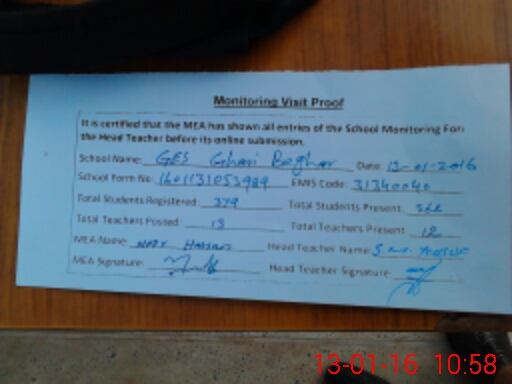 Monitoring Visit Proof
It is certified that the MEA has shown all entries of the School Monitoring Form
the Head Teacher before its online submission.
School Name: GES Ghari Baghar Date: 13-01-2016
School Form No: 1601131053989 EMIS Code: 31340040
Total Students Registered: 379 Total Students Present: 362
Total Teachers Posted: 13 Total Teachers Present: 12
MEA Name: Hassan Head Teacher Name: S. M. Yousuf
MEA Signature: Head Teacher Signature:
13-01-16 10:58